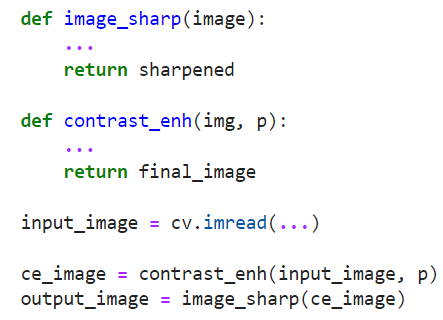 def image_sharp(image):
    ...
    return sharpened
def contrast_enh(img, p):
    ...
    return final_image
input_image = cv.imread(...)
ce_image = contrast_enh(input_image, p)
output_image = image_sharp(ce_image)